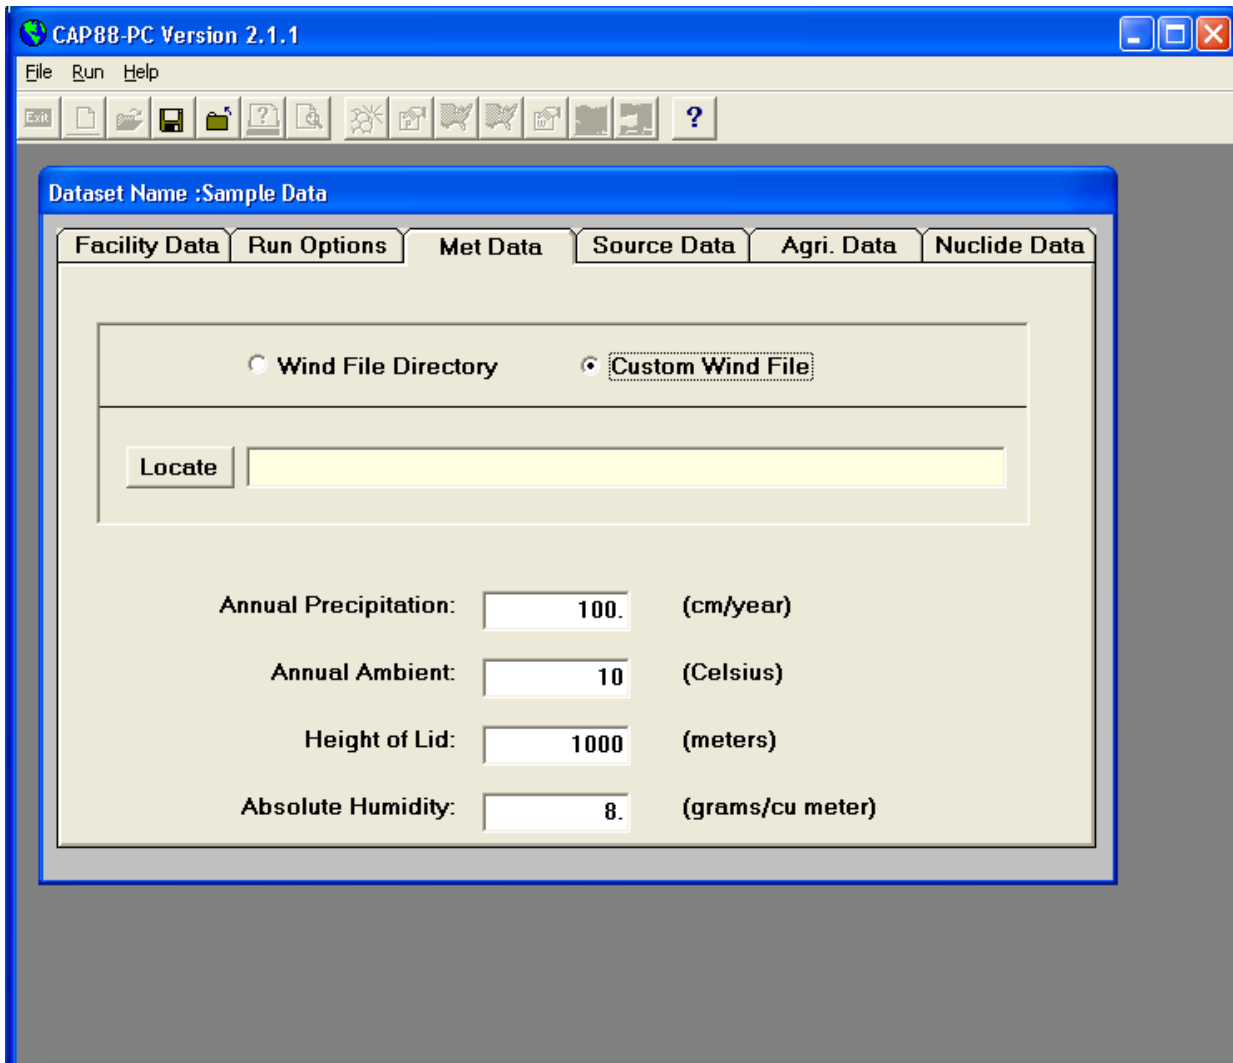 CAP88-PC Version 2.1.1
File Run Help
Exit ? P W ?
Dataset Name :Sample Data
Facility Data Run Options Met Data Source Data Agri. Data Nuclide Data
Wind File Directory Custom Wind File
Locate
Annual Precipitation: 100. (cm/year)
Annual Ambient: 10 (Celsius)
Height of Lid: 1000 (meters)
Absolute Humidity: 8. (grams/cu meter)